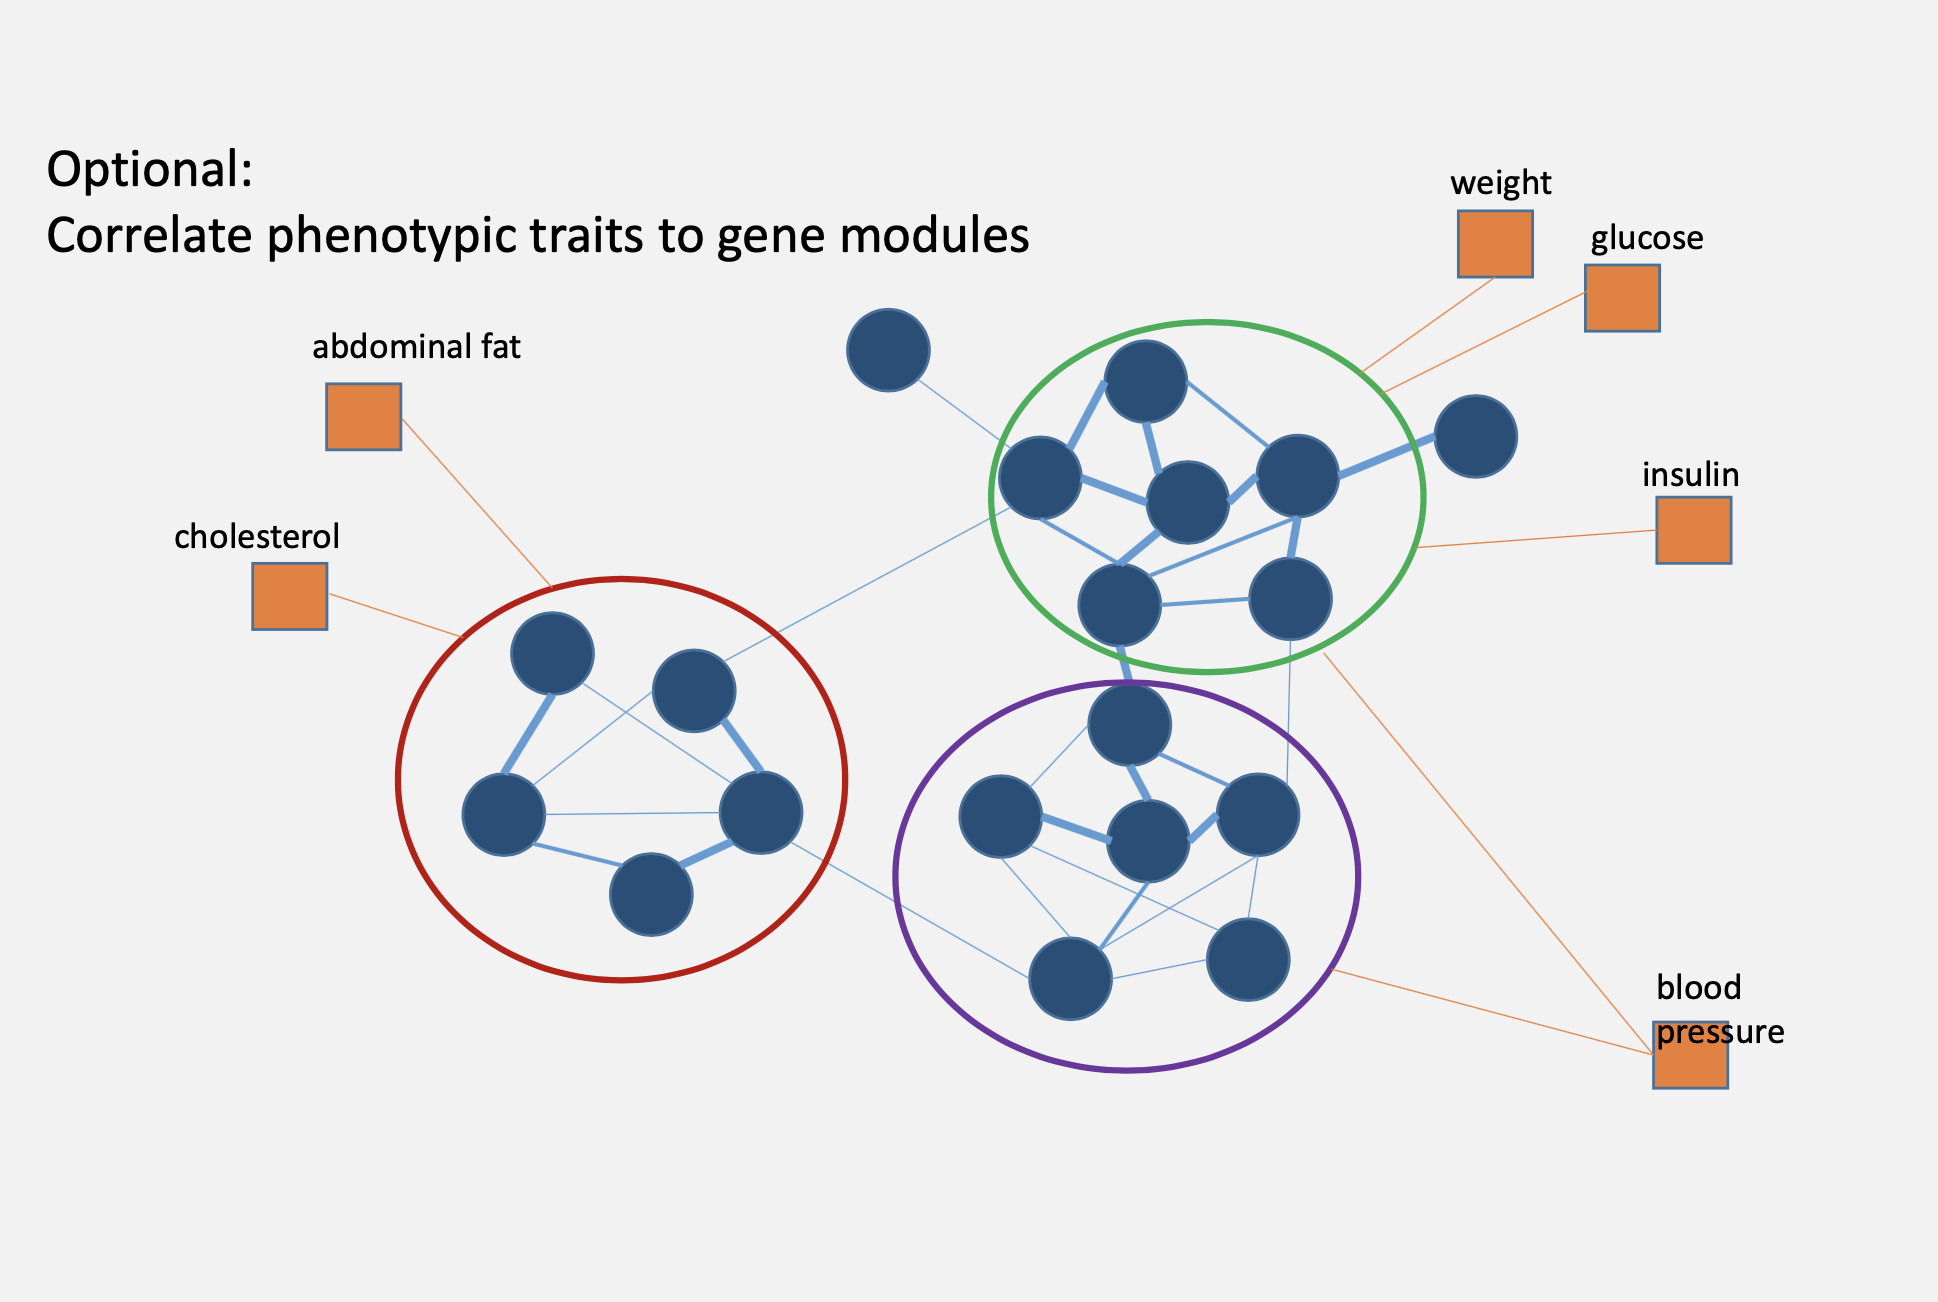 Optional:
Correlate phenotypic traits to gene modules
weight
glucose
abdominal fat
insulin
cholesterol
blood
pressure